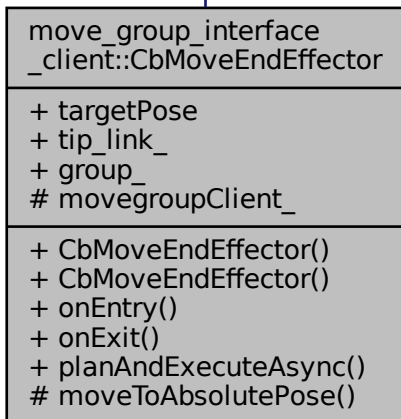 move_group_interface
_client::CbMoveEndEffector
+ targetPose
+ tip_link_
+ group_
# movegroupClient_
+ CbMoveEndEffector()
+ CbMoveEndEffector()
+ onEntry()
+ onExit()
+ planAndExecuteAsync()
# moveToAbsolutePose()